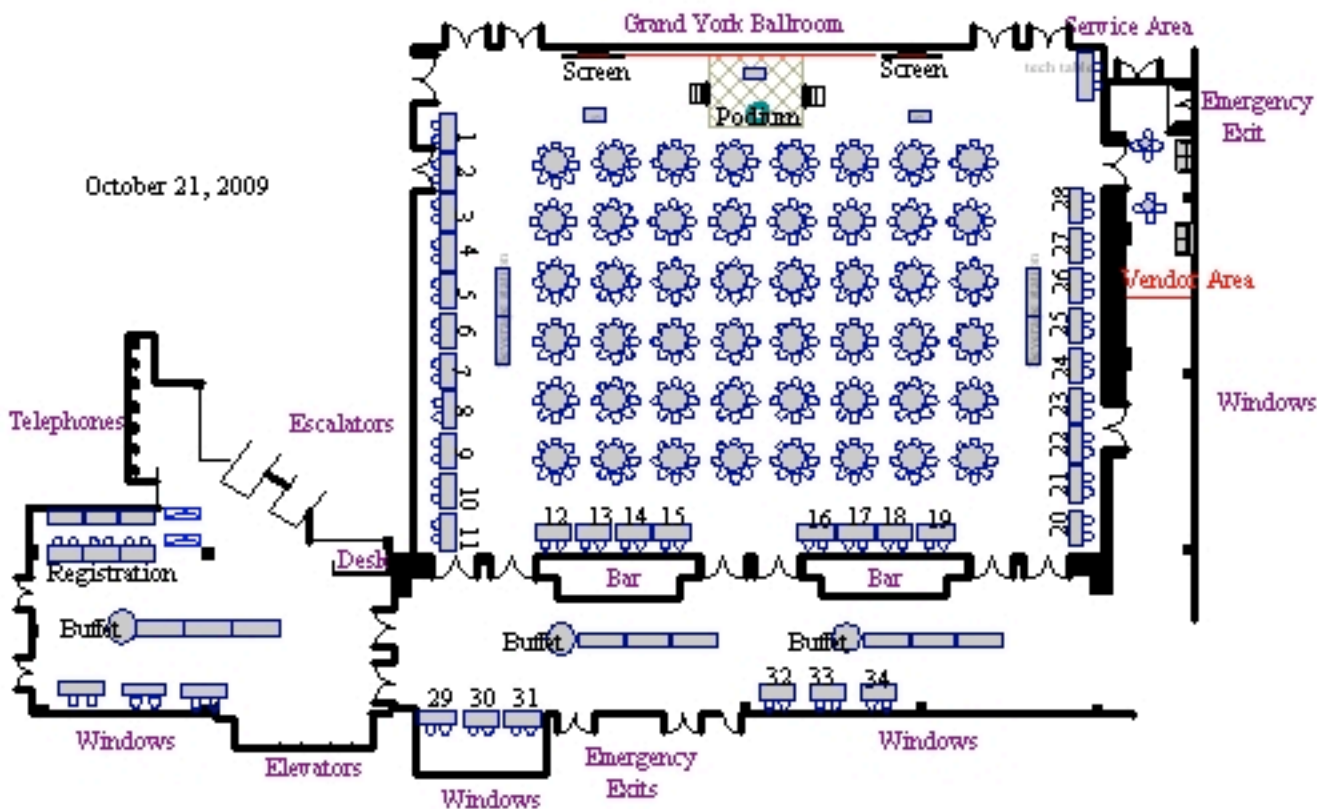 Grand York Ballroom
Service Area
Screen
Screen
tech table
Podium
Emergency
Exit
October 21, 2009
1
2
3
4
5
6
7
8
9
10
11
28
27
26
25
24
23
22
21
20
Vendor Area
Windows
Telephones
Escalators
12 13 14 15
16 17 18 19
Registration
Desk
Bar
Bar
Buffet
Buffet
Buffet
29 30 31
32 33 34
Windows
Elevators
Windows
Emergency
Exits
Windows